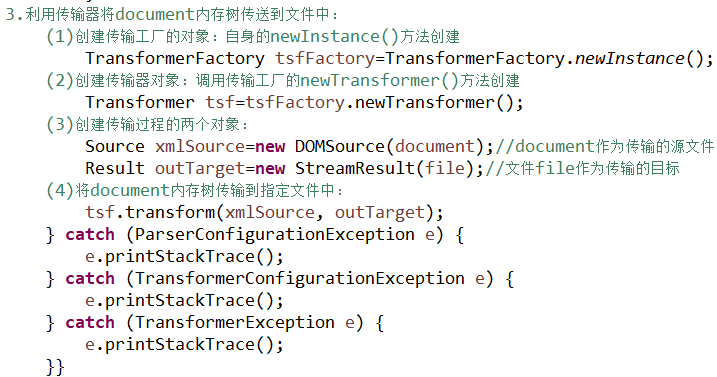 3.利用传输器将document内存树传送到文件中:
(1)创建传输工厂的对象:自身的newInstance()方法创建
TransformerFactory tsfFactory=TransformerFactory.newInstance();
(2)创建传输器对象:调用传输工厂的newTransformer()方法创建
Transformer tsf=tsfFactory.newTransformer();
(3)创建传输过程的两个对象:
Source xmlSource=new DOMSource(document);//document作为传输的源文件
Result outTarget=new StreamResult(file);//文件file作为传输的目标
(4)将document内存树传输到指定文件中:
tsf.transform(xmlSource, outTarget);
} catch (ParserConfigurationException e) {
e.printStackTrace();
} catch (TransformerConfigurationException e) {
e.printStackTrace();
} catch (TransformerException e) {
e.printStackTrace();
}}